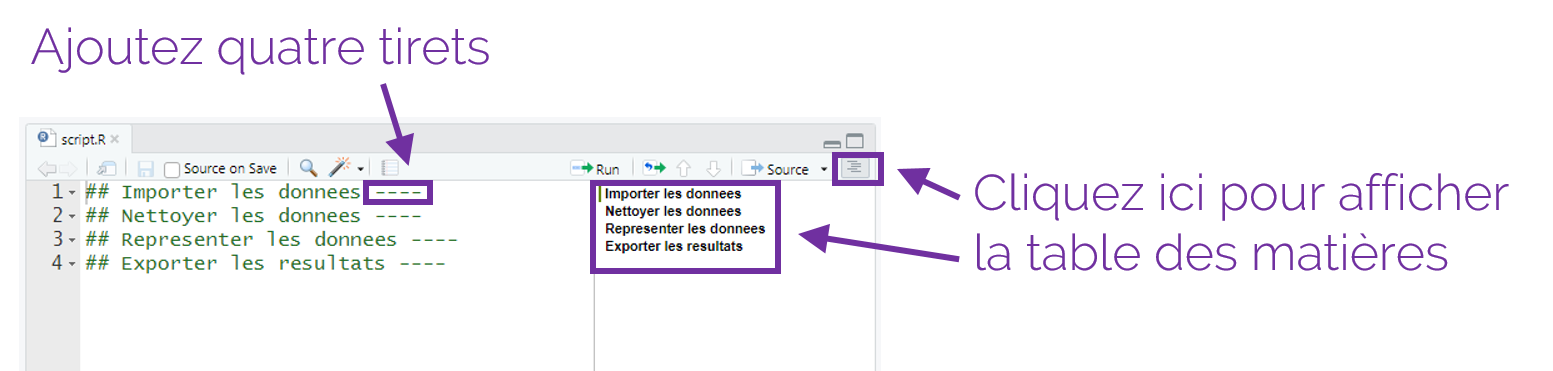 Ajoutez quatre tirets
script.R
Source on Save
Run
Source
1 ## Importer les donnees ----
2 ## Nettoyer les donnees ----
3 ## Representer les donnees ----
4 ## Exporter les resultats ----
Importer les donnees
Nettoyer les donnees
Representer les donnees
Exporter les resultats
Cliquez ici pour afficher
la table des matières